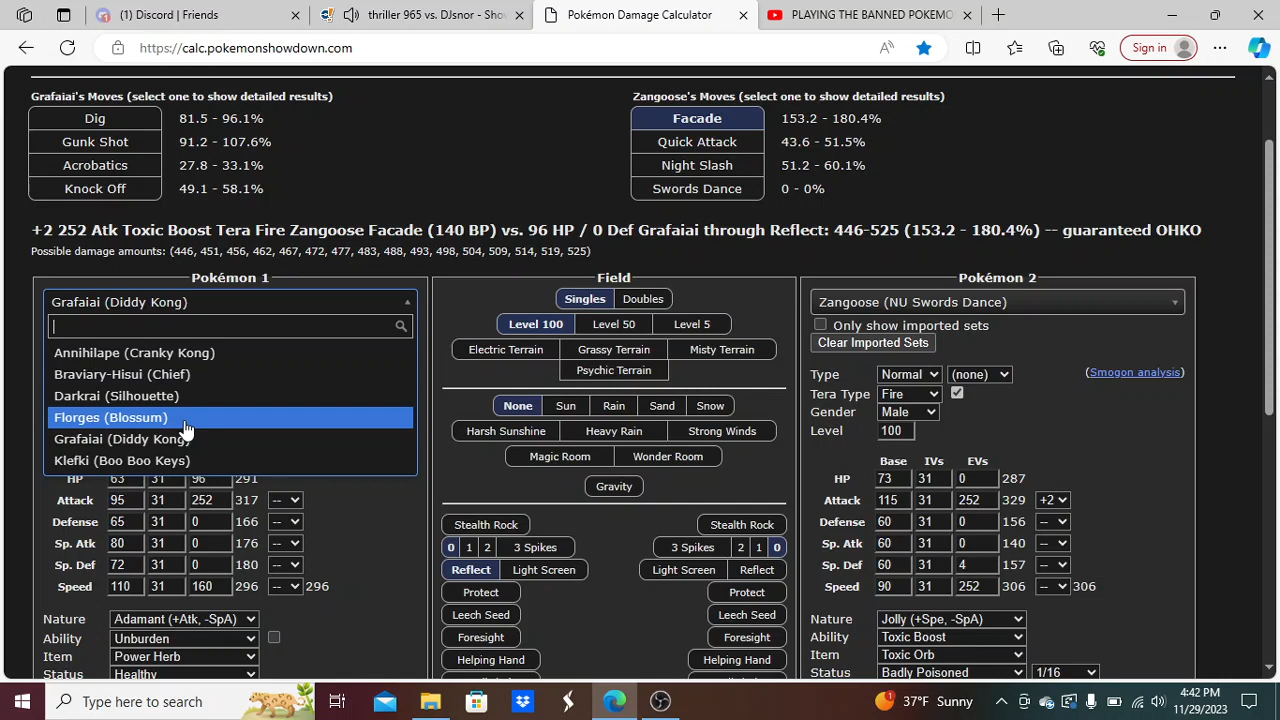 (1) Discord | Friends
thriller 965 vs. DJsnor - Show
Pokémon Damage Calculator
PLAYING THE BANNED POKEMO
https://calc.pokemonshowdown.com
Sign in
Grafaiai's Moves (select one to show detailed results)
Zangoose's Moves (select one to show detailed results)
Dig 81.5 - 96.1%
Facade 153.2 - 180.4%
Gunk Shot 91.2 - 107.6%
Quick Attack 43.6 - 51.5%
Acrobatics 27.8 - 33.1%
Night Slash 51.2 - 60.1%
Knock Off 49.1 - 58.1%
Swords Dance 0 - 0%
+2 252 Atk Toxic Boost Tera Fire Zangoose Facade (140 BP) vs. 96 HP / 0 Def Grafaiai through Reflect: 446-525 (153.2 - 180.4%) -- guaranteed OHKO
Possible damage amounts: (446, 451, 456, 462, 467, 472, 477, 483, 488, 493, 498, 504, 509, 514, 519, 525)
Pokémon 1
Grafaiai (Diddy Kong)
Annihilape (Cranky Kong)
Braviary-Hisui (Chief)
Darkrai (Silhouette)
Florges (Blossum)
Grafaiai (Diddy Kong)
Klefki (Boo Boo Keys)
HP 63 31 96 291
Attack 95 31 252 317 --
Defense 65 31 0 166 --
Sp. Atk 80 31 0 176 --
Sp. Def 72 31 0 180 --
Speed 110 31 160 296 -- 296
Nature Adamant (+Atk, -SpA)
Ability Unburden
Item Power Herb
Status Healthy
Field
Singles Doubles
Level 100 Level 50 Level 5
Electric Terrain Grassy Terrain Misty Terrain
Psychic Terrain
None Sun Rain Sand Snow
Harsh Sunshine Heavy Rain Strong Winds
Magic Room Wonder Room
Gravity
Stealth Rock Stealth Rock
0 1 2 3 Spikes 3 Spikes 2 1 0
Reflect Light Screen Light Screen Reflect
Protect Protect
Leech Seed Leech Seed
Foresight Foresight
Helping Hand Helping Hand
Pokémon 2
Zangoose (NU Swords Dance)
Only show imported sets
Clear Imported Sets
Type Normal (none) (Smogon analysis)
Tera Type Fire
Gender Male
Level 100
Base IVs EVs
HP 73 31 0 287
Attack 115 31 252 329 +2
Defense 60 31 0 156 --
Sp. Atk 60 31 0 140 --
Sp. Def 60 31 4 157 --
Speed 90 31 252 306 -- 306
Nature Jolly (+Spe, -SpA)
Ability Toxic Boost
Item Toxic Orb
Status Badly Poisoned 1/16
Type here to search
1
37°F Sunny
4:42 PM
11/29/2023